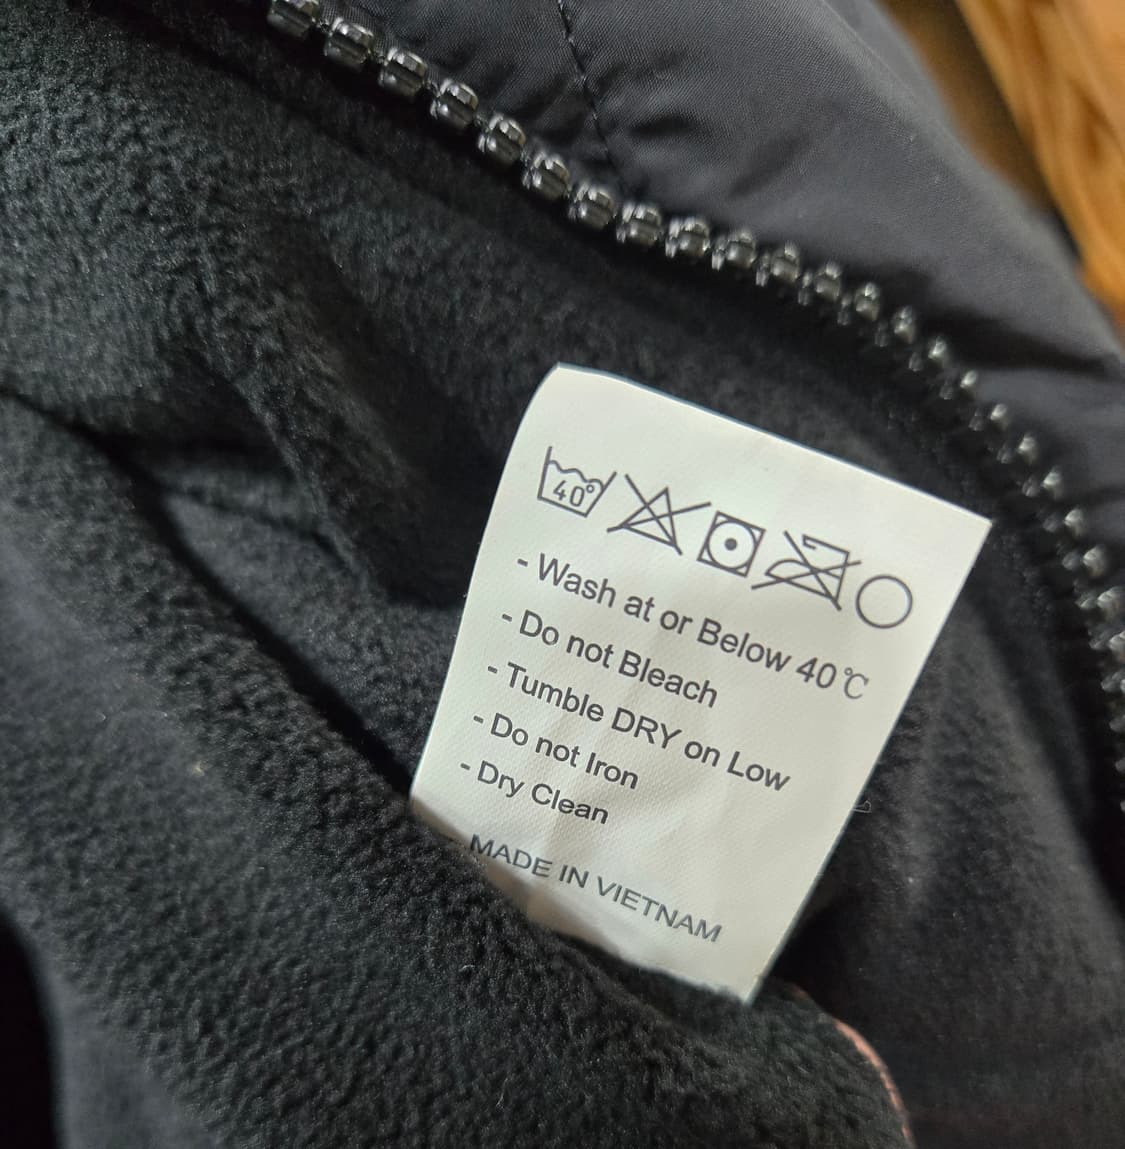 40°
- Wash at or Below 40℃
- Do not Bleach
- Tumble DRY on Low
- Do not Iron
- Dry Clean
MADE IN VIETNAM